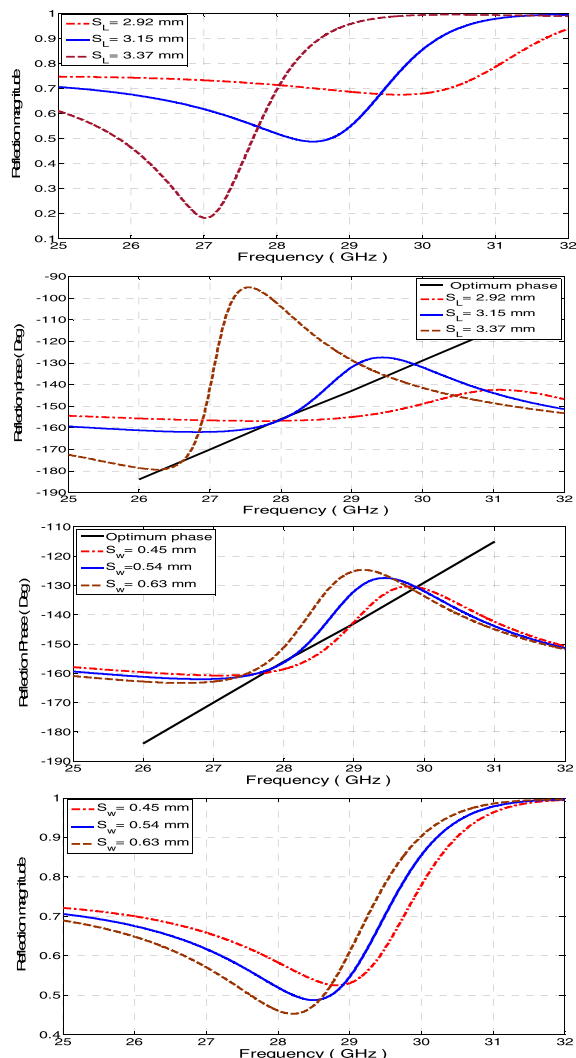 1
0.9
0.8
0.7
0.6
0.5
0.4
0.3
0.2
0.1
Reflection magnitude
S_L= 2.92 mm
S_L= 3.15 mm
S_L= 3.37 mm
25 26 27 28 29 30 31 32
Frequency ( GHz )
-90
-100
-110
-120
-130
-140
-150
-160
-170
-180
-190
Reflection phase ( Deg)
Optimum phase
S_L= 2.92 mm
S_L= 3.15 mm
S_L= 3.37 mm
25 26 27 28 29 30 31 32
Frequency ( GHz )
-110
-120
-130
-140
-150
-160
-170
-180
-190
Reflection Phase ( Deg)
Optimum phase
S_w= 0.45 mm
S_w=0.54 mm
S_w= 0.63 mm
25 26 27 28 29 30 31 32
Frequency ( GHz )
1
0.9
0.8
0.7
0.6
0.5
0.4
Reflection magnitude
S_w= 0.45 mm
S_w= 0.54 mm
S_w= 0.63 mm
25 26 27 28 29 30 31 32
Frequency ( GHz )